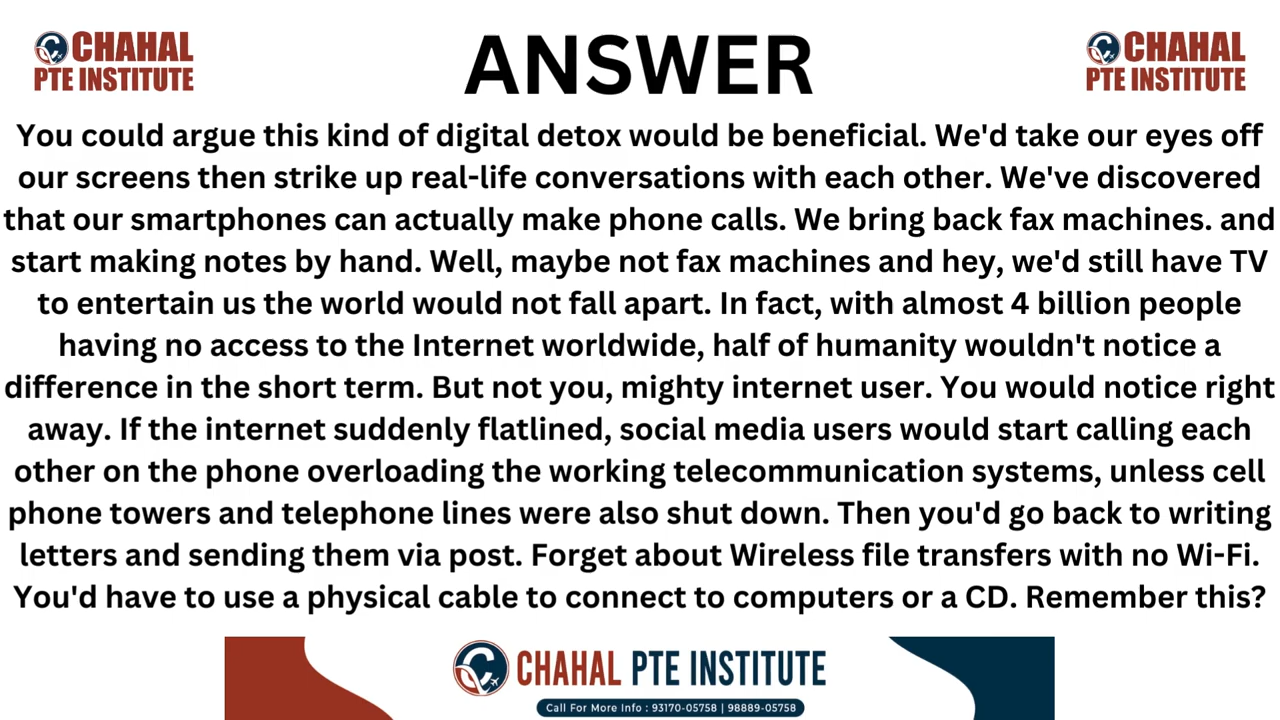 CHAHAL
PTE INSTITUTE
ANSWER
CHAHAL
PTE INSTITUTE
You could argue this kind of digital detox would be beneficial. We'd take our eyes off
our screens then strike up real-life conversations with each other. We've discovered
that our smartphones can actually make phone calls. We bring back fax machines. and
start making notes by hand. Well, maybe not fax machines and hey, we'd still have TV
to entertain us the world would not fall apart. In fact, with almost 4 billion people
having no access to the Internet worldwide, half of humanity wouldn't notice a
difference in the short term. But not you, mighty internet user. You would notice right
away. If the internet suddenly flatlined, social media users would start calling each
other on the phone overloading the working telecommunication systems, unless cell
phone towers and telephone lines were also shut down. Then you'd go back to writing
letters and sending them via post. Forget about Wireless file transfers with no Wi-Fi.
You'd have to use a physical cable to connect to computers or a CD. Remember this?
CHAHAL PTE INSTITUTE
Call For More Info : 93170-05758 | 98889-05758